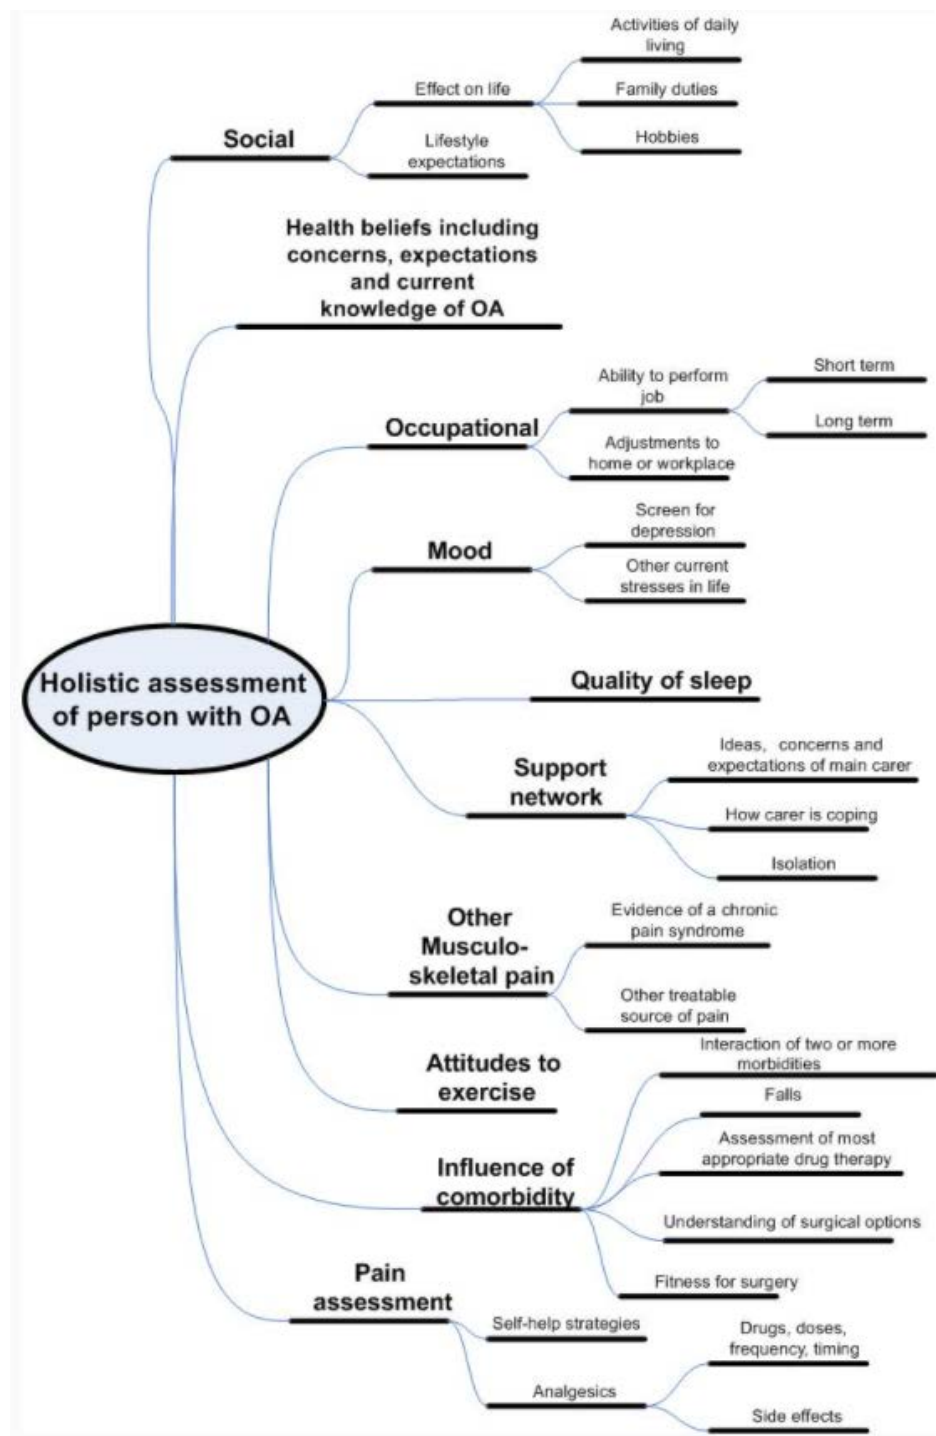 Activities of daily
living
Effect on life
Family duties
Social
Hobbies
Lifestyle
expectations
Health beliefs including
concerns, expectations
and current
knowledge of OA
Short term
Ability to perform
job
Occupational
Long term
Adjustments to
home or workplace
Screen for
depression
Mood
Other current
stresses in life
Holistic assessment
of person with OA
Quality of sleep
Ideas, concerns and
expectations of main carer
Support
network
How carer is coping
Isolation
Other
Musculo-
skeletal pain
Evidence of a chronic
pain syndrome
Other treatable
source of pain
Attitudes to
exercise
Interaction of two or more
morbidities
Falls
Assessment of most
appropriate drug therapy
Influence of
comorbidity
Understanding of surgical options
Fitness for surgery
Pain
assessment
Self-help strategies
Drugs, doses,
frequency, timing
Analgesics
Side effects